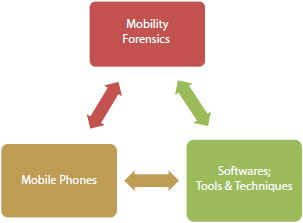 Mobility
Forensics
Mobile Phones
Softwares;
Tools & Techniques